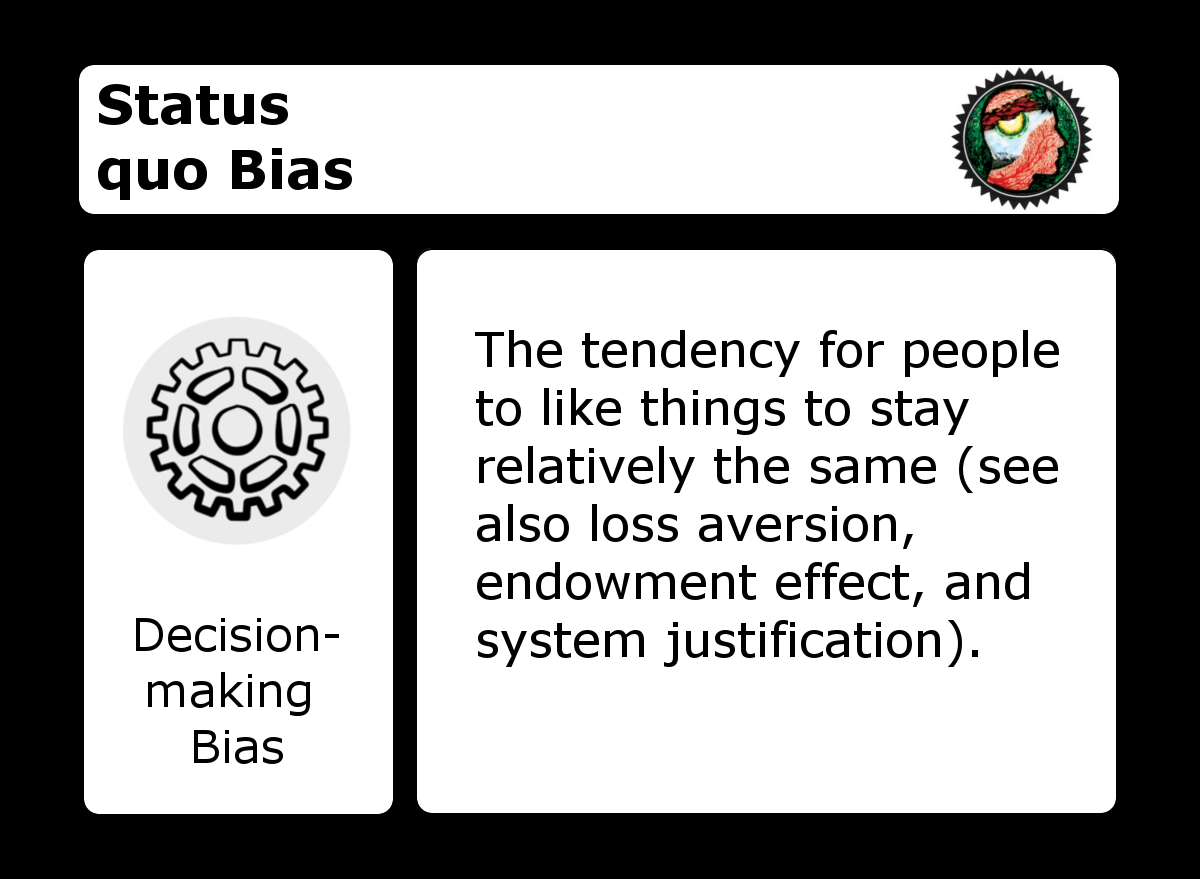 Status
quo Bias
Decision-
making
Bias
The tendency for people
to like things to stay
relatively the same (see
also loss aversion,
endowment effect, and
system justification).